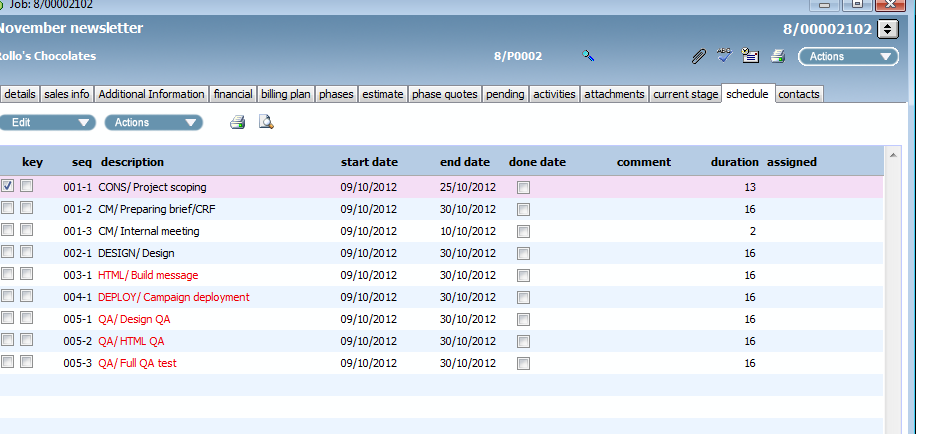 Job: 8/00002102
November newsletter 8/00002102
Rollo's Chocolates 8/P0002 ABC Actions
details sales info Additional Information financial billing plan phases estimate phase quotes pending activities attachments current stage schedule contacts
Edit Actions
key seq description start date end date done date comment duration assigned
001-1 CONS/ Project scoping 09/10/2012 25/10/2012 13
001-2 CM/ Preparing brief/CRF 09/10/2012 30/10/2012 16
001-3 CM/ Internal meeting 09/10/2012 10/10/2012 2
002-1 DESIGN/ Design 09/10/2012 30/10/2012 16
003-1 HTML/ Build message 09/10/2012 30/10/2012 16
004-1 DEPLOY/ Campaign deployment 09/10/2012 30/10/2012 16
005-1 QA/ Design QA 09/10/2012 30/10/2012 16
005-2 QA/ HTML QA 09/10/2012 30/10/2012 16
005-3 QA/ Full QA test 09/10/2012 30/10/2012 16